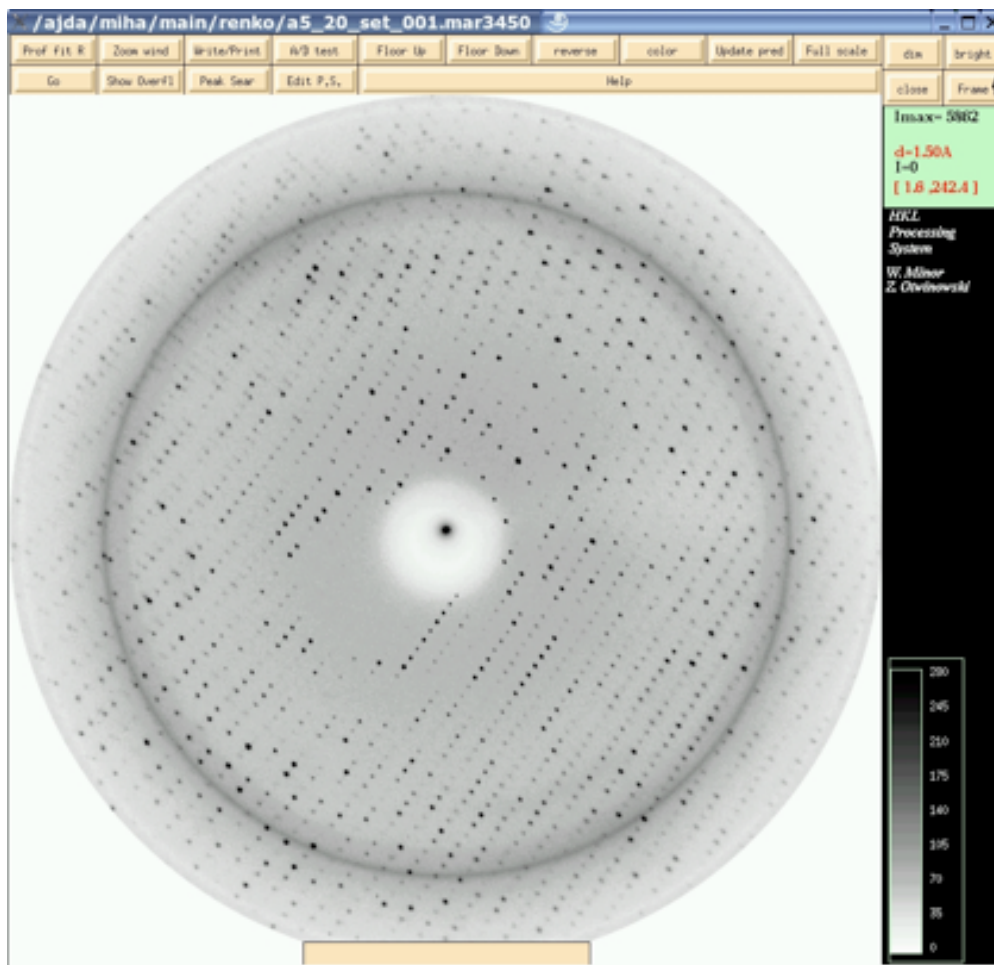 /ajda/miha/main/renko/a5_20_set_001.mar3450
Prof fit R Zoom wind Write/Print A/D test Floor Up Floor Down reverse color Update pred Full scale dim bright
Go Show Overfl Peak Sear Edit P.S. Help close Frame
Imax= 5862
d=1.50A
I=0
[ 1.6 ,242.4 ]
HKL
Processing
System
W. Minor
Z. Otwinowski
280
245
210
175
140
105
70
35
0